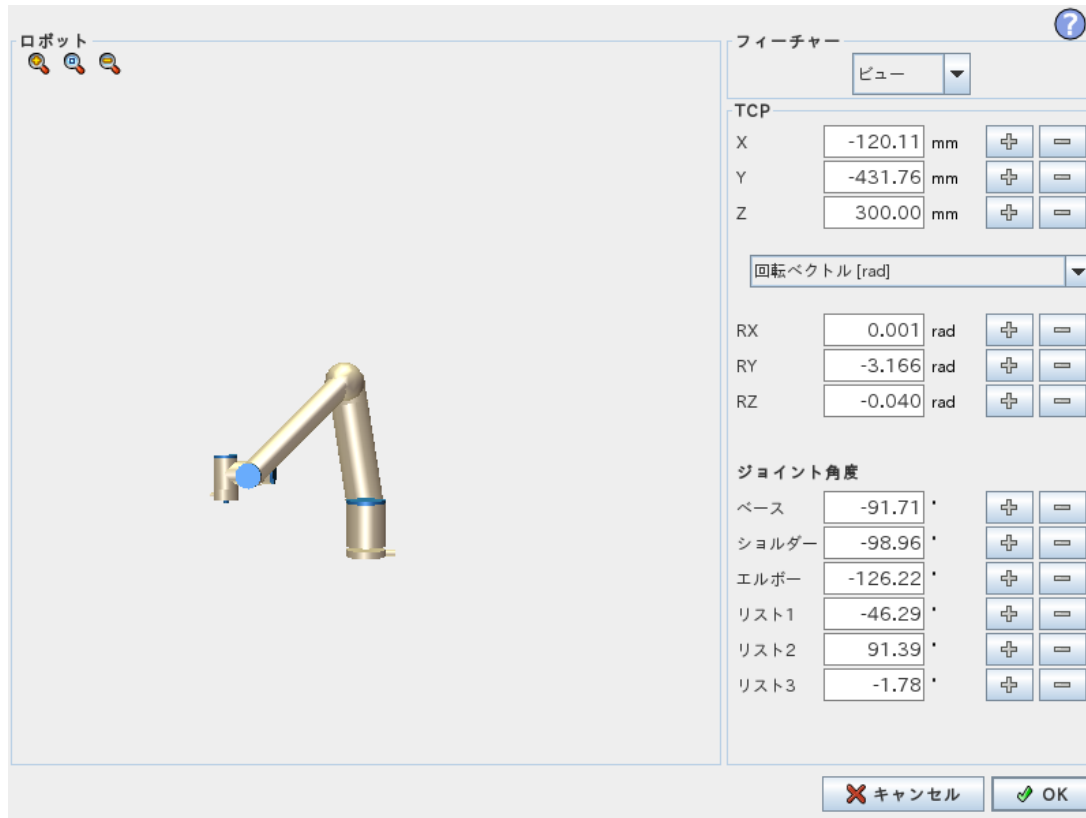 ?
ロボット
フィーチャー
ビュー
TCP
X -120.11 mm
Y -431.76 mm
Z 300.00 mm
回転ベクトル [rad]
RX 0.001 rad
RY -3.166 rad
RZ -0.040 rad
ジョイント角度
ベース -91.71 °
ショルダー -98.96 °
エルボー -126.22 °
リスト1 -46.29 °
リスト2 91.39 °
リスト3 -1.78 °
キャンセル OK